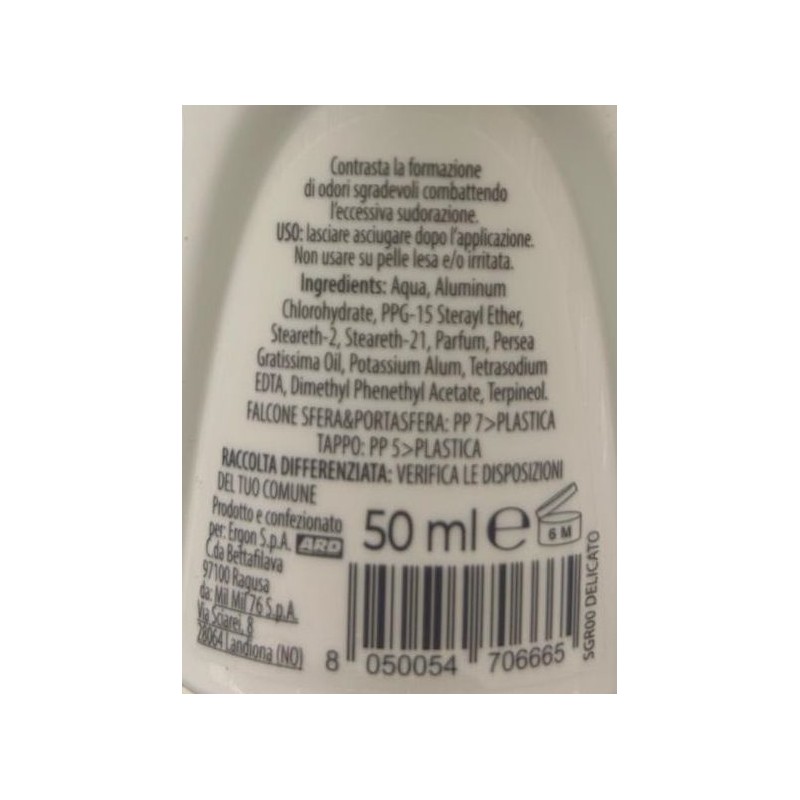 Contrasta la formazione
di odori sgradevoli combattendo
l'eccessiva sudorazione.
USO: lasciare asciugare dopo l'applicazione.
Non usare su pelle lesa e/o irritata.
Ingredients: Aqua, Aluminum
Chlorohydrate, PPG-15 Sterayl Ether,
Steareth-2, Steareth-21, Parfum, Persea
Gratissima Oil, Potassium Alum, Tetrasodium
EDTA, Dimethyl Phenethyl Acetate, Terpineol.
FALCONE SFERA&PORTASFERA: PP 7>PLASTICA
TAPPO: PP 5>PLASTICA
RACCOLTA DIFFERENZIATA: VERIFICA LE DISPOSIZIONI
DEL TUO COMUNE
Prodotto e confezionato
per: Ergon S.p.A. ARD
C.da Bettafilava
97100 Ragusa
da: Mil Mil 76 S.p.A.
Via Sciarei, 8
28064 Landiona (NO)
50 ml e
6 M
8 050054 706665
SGR00 DELICATO